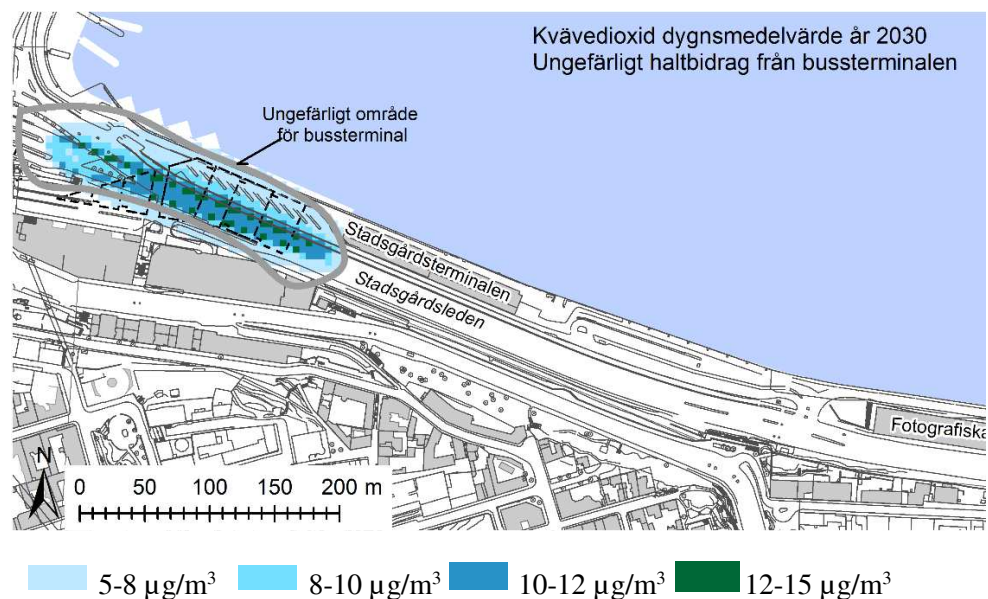 Kvävedioxid dygnsmedelvärde år 2030
Ungefärligt haltbidrag från bussterminalen
Ungefärligt område
för bussterminal
Stadsgårdsterminalen
Stadsgårdsleden
Fotografiska
N
0 50 100 150 200 m
5-8 µg/m³ 8-10 µg/m³ 10-12 µg/m³ 12-15 µg/m³